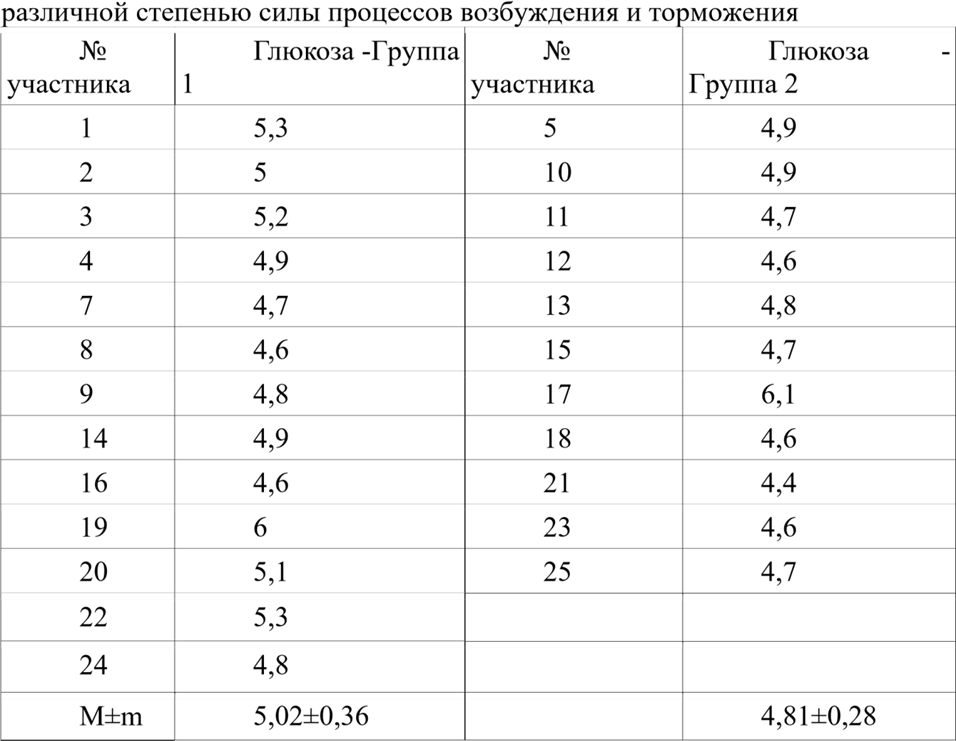 различной степенью силы процессов возбуждения и торможения
№ участника Глюкоза -Группа 1 № участника Глюкоза - Группа 2
1 5,3 5 4,9
2 5 10 4,9
3 5,2 11 4,7
4 4,9 12 4,6
7 4,7 13 4,8
8 4,6 15 4,7
9 4,8 17 6,1
14 4,9 18 4,6
16 4,6 21 4,4
19 6 23 4,6
20 5,1 25 4,7
22 5,3
24 4,8
M±m 5,02±0,36 4,81±0,28